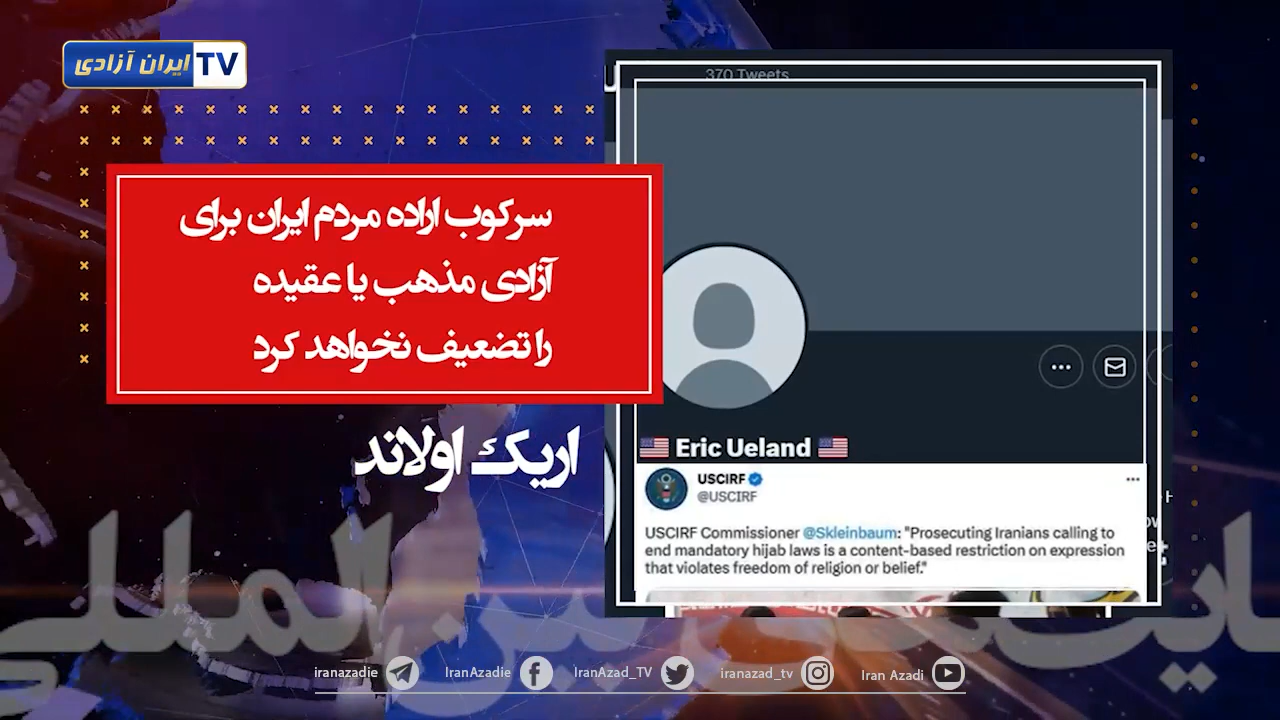 ایران آزادی TV
370 Tweets
سرکوب اراده مردم ایران برای
آزادی مذهب یا عقیده
را تضعیف نخواهد کرد
اریک اولاند
🇺🇸 Eric Ueland 🇺🇸
USCIRF
@USCIRF
USCIRF Commissioner @Skleinbaum: "Prosecuting Iranians calling to
end mandatory hijab laws is a content-based restriction on expression
that violates freedom of religion or belief."
بین المللی
iranazadie
IranAzadie
IranAzad_TV
iranazad_tv
Iran Azadi